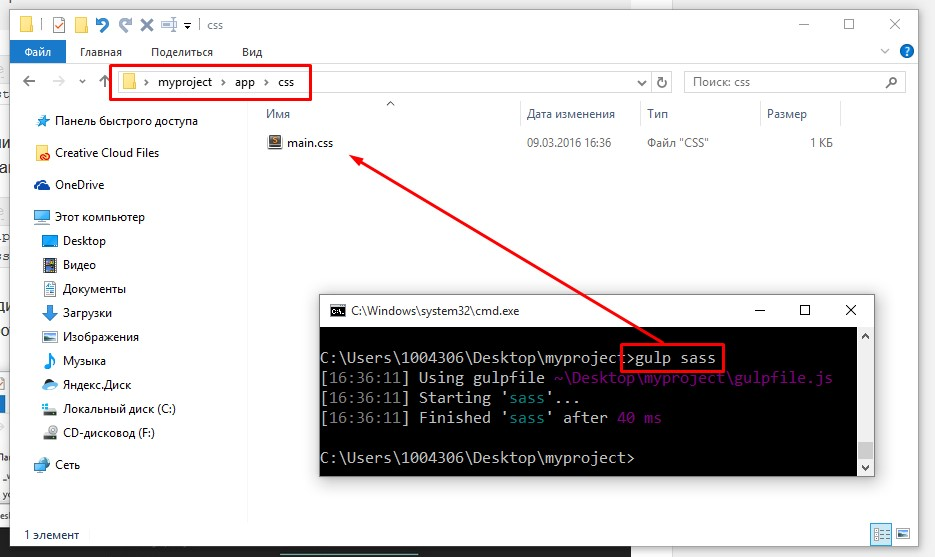 css
Файл Главная Поделиться Вид
myproject app css Поиск: css
Имя Дата изменения Тип Размер
main.css 09.03.2016 16:36 Файл "CSS" 1 КБ
Панель быстрого доступа
Creative Cloud Files
OneDrive
Этот компьютер
Desktop
Видео
Документы
Загрузки
Изображения
Музыка
Яндекс.Диск
Локальный диск (C:)
CD-дисковод (F:)
Сеть
1 элемент
C:\Windows\system32\cmd.exe
C:\Users\1004306\Desktop\myproject>gulp sass
[16:36:11] Using gulpfile ~\Desktop\myproject\gulpfile.js
[16:36:11] Starting 'sass'...
[16:36:11] Finished 'sass' after 40 ms
C:\Users\1004306\Desktop\myproject>